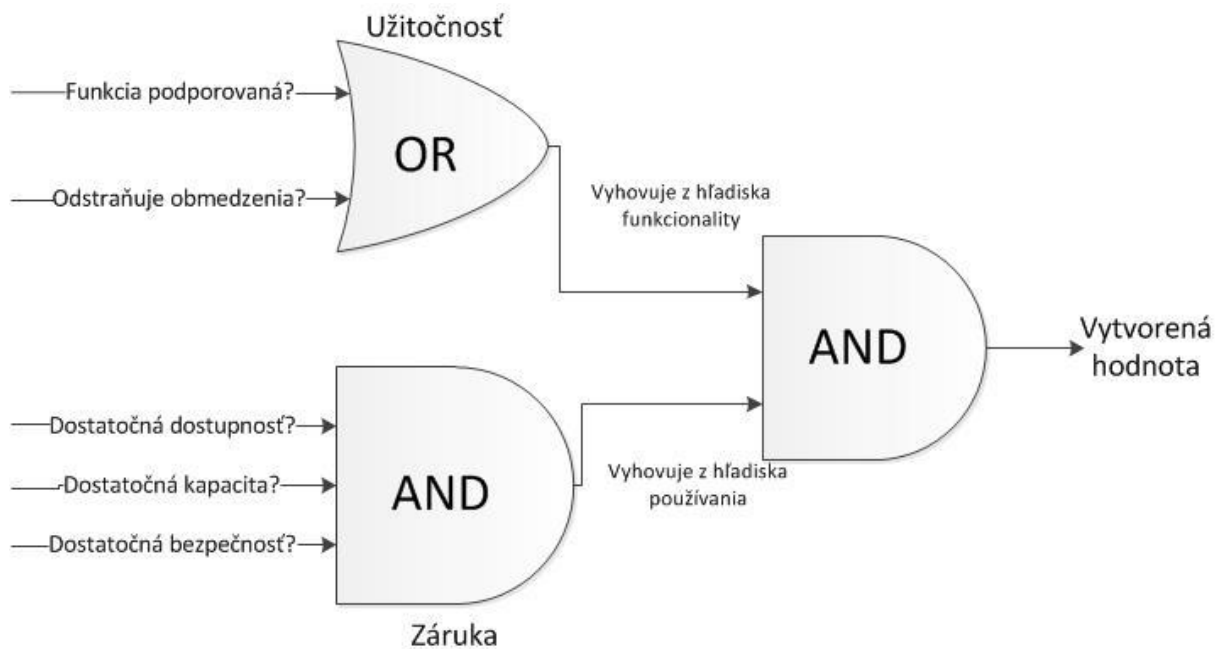 Užitočnosť
Funkcia podporovaná?
OR
Odstraňuje obmedzenia?
Vyhovuje z hľadiska
funkcionality
AND
Vytvorená
hodnota
Dostatočná dostupnosť?
Dostatočná kapacita?
AND
Dostatočná bezpečnosť?
Vyhovuje z hľadiska
používania
Záruka